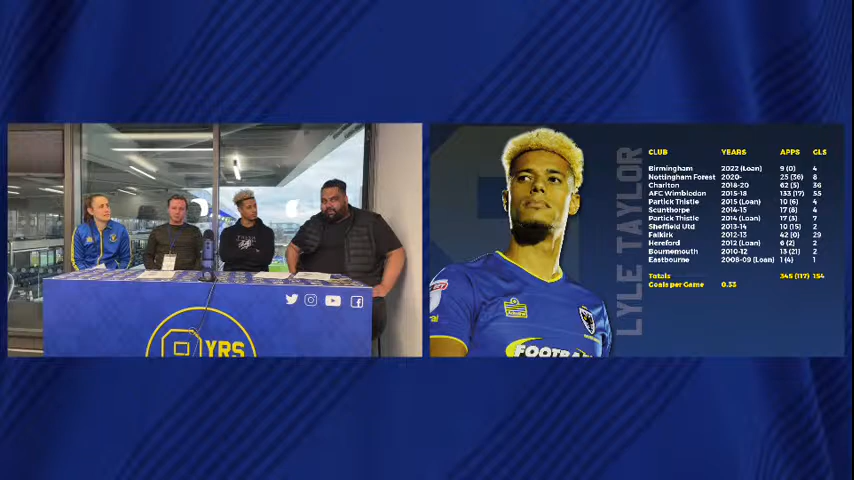 YRS
LYLE TAYLOR
CLUB YEARS APPS GLS
Birmingham 2022 (Loan) 9 (0) 4
Nottingham Forest 2020- 25 (36) 8
Charlton 2018-20 62 (5) 36
AFC Wimbledon 2015-18 133 (17) 55
Partick Thistle 2015 (Loan) 10 (6) 4
Scunthorpe 2014-15 17 (8) 4
Partick Thistle 2014 (Loan) 17 (3) 7
Sheffield Utd 2013-14 10 (15) 2
Falkirk 2012-13 42 (0) 29
Hereford 2012 (Loan) 6 (2) 2
Bournemouth 2010-12 13 (21) 2
Eastbourne 2008-09 (Loan) 1 (4) 1
Totals 345 (117) 154
Goals per Game 0.33
Admiral
FOOTBA